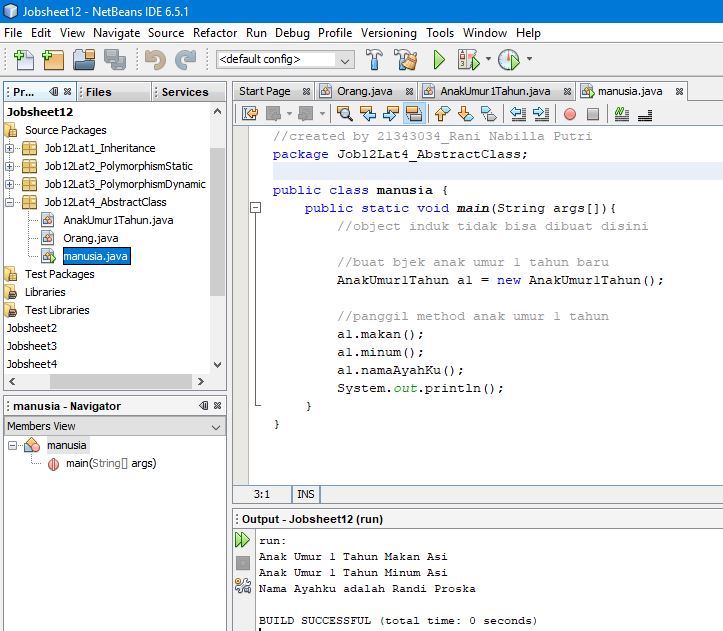 Jobsheet12 - NetBeans IDE 6.5.1
File Edit View Navigate Source Refactor Run Debug Profile Versioning Tools Window Help
<default config>
Pr... Files Services
Jobsheet12
Source Packages
Job12Lat1_Inheritance
Job12Lat2_PolymorphismStatic
Job12Lat3_PolymorphismDynamic
Job12Lat4_AbstractClass
AnakUmur1Tahun.java
Orang.java
manusia.java
Test Packages
Libraries
Test Libraries
Jobsheet2
Jobsheet3
Jobsheet4
manusia - Navigator
Members View
manusia
main(String[] args)
Start Page Orang.java AnakUmur1Tahun.java manusia.java
//created by 21343034_Rani Nabilla Putri
package Job12Lat4_AbstractClass;
public class manusia {
public static void main(String args[]){
//object induk tidak bisa dibuat disini
//buat bjek anak umur 1 tahun baru
AnakUmur1Tahun a1 = new AnakUmur1Tahun();
//panggil method anak umur 1 tahun
a1.makan();
a1.minum();
a1.namaAyahKu();
System.out.println();
}
}
3:1 INS
Output - Jobsheet12 (run)
run:
Anak Umur 1 Tahun Makan Asi
Anak Umur 1 Tahun Minum Asi
Nama Ayahku adalah Randi Proska
BUILD SUCCESSFUL (total time: 0 seconds)